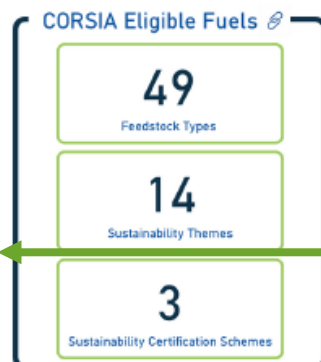 CORSIA Eligible Fuels
49
Feedstock Types
14
Sustainability Themes
3
Sustainability Certification Schemes